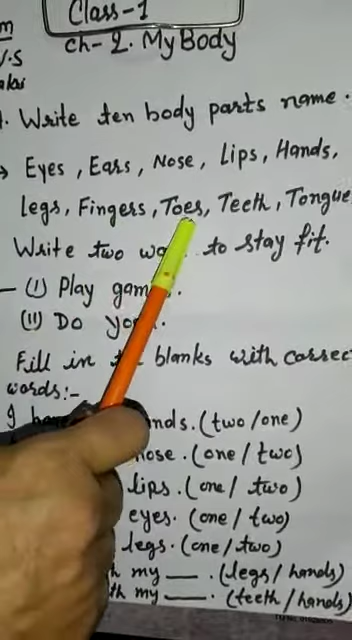 Class-1
m
ch-2. My Body
V.S
1. Write ten body parts name.
→ Eyes, Ears, Nose, Lips, Hands,
legs, Fingers, Toes, Teeth, Tongue
Write two to stay fit.
- (I) Play
(II) Do
Fill in blanks with correc
words:-
I nds. (two/one)
nose. (one/two)
lips. (one/two)
eyes. (one/two)
legs. (one/two)
my ___. (legs/hands)
th my ___. (teeth/hands)